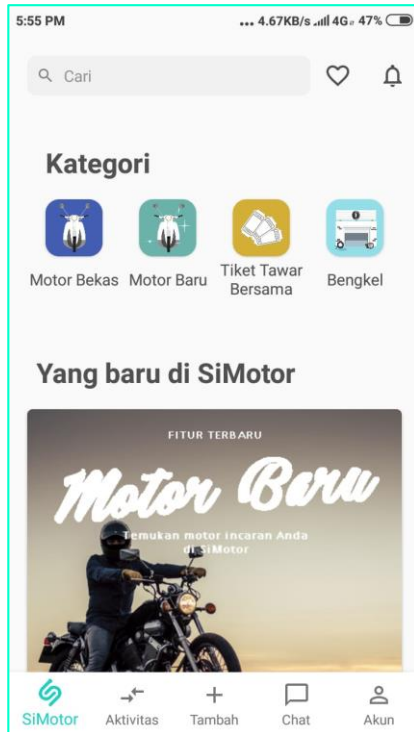 5:55 PM ... 4.67KB/s 4G 47%
Cari
Kategori
Motor Bekas
Motor Baru
Tiket Tawar
Bersama
Bengkel
Yang baru di SiMotor
FITUR TERBARU
Motor Baru
Temukan motor incaran Anda
di SiMotor
SiMotor
Aktivitas
Tambah
Chat
Akun